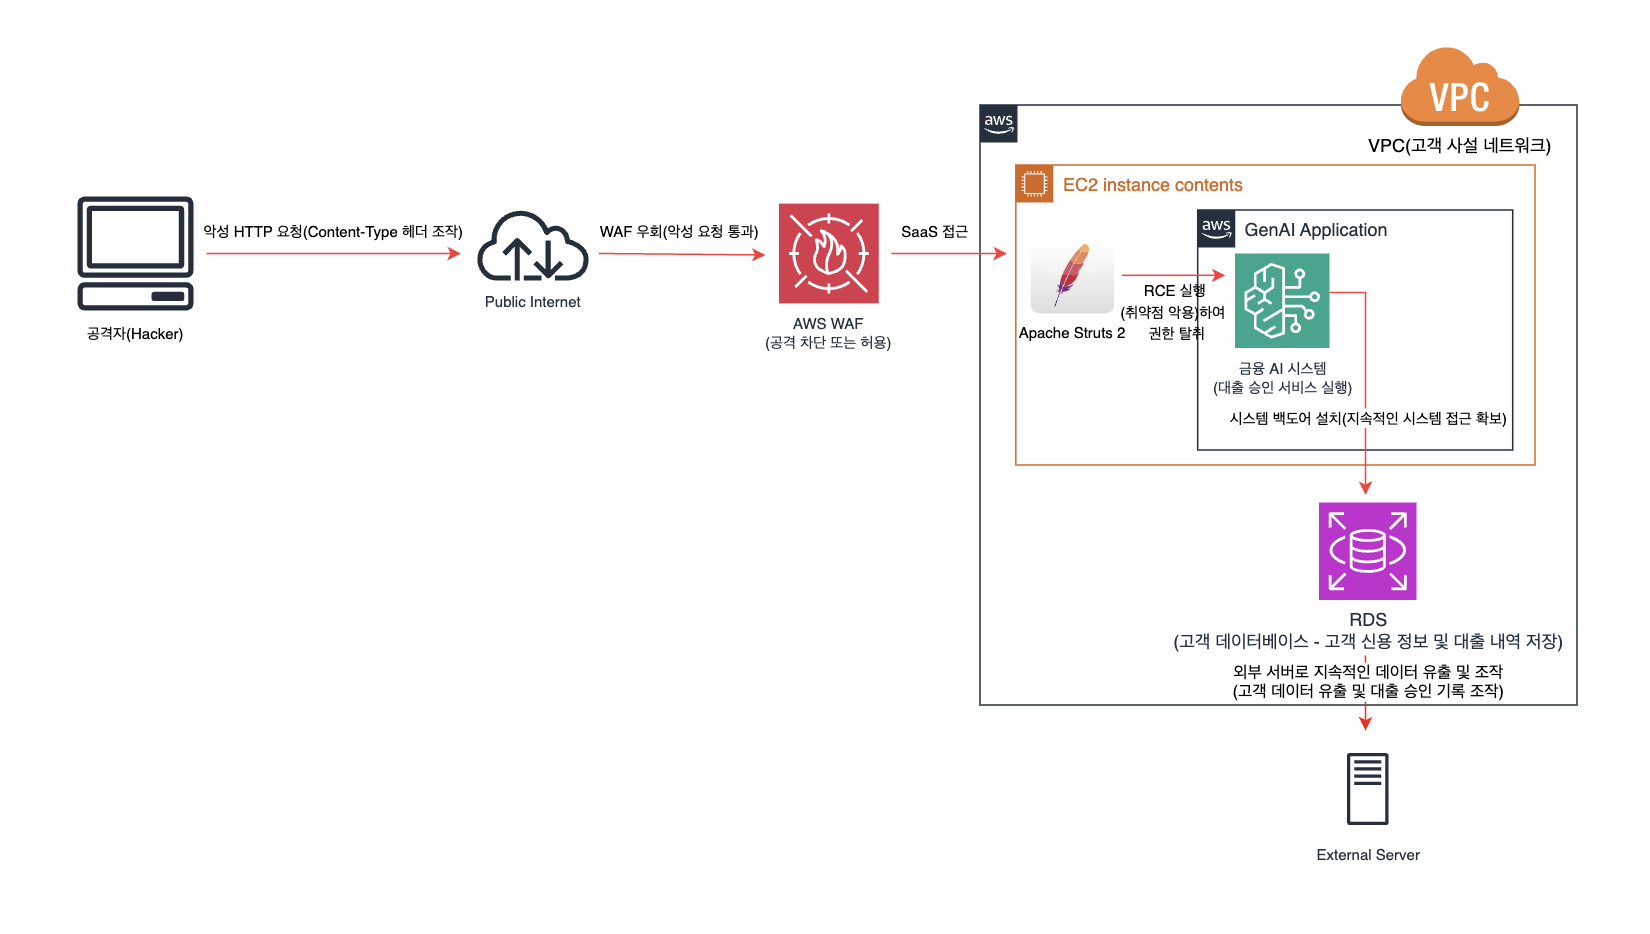 VPC
aws
VPC(고객 사설 네트워크)
EC2 instance contents
aws
GenAI Application
악성 HTTP 요청(Content-Type 헤더 조작)
WAF 우회(악성 요청 통과)
SaaS 접근
Public Internet
공격자(Hacker)
AWS WAF
(공격 차단 또는 허용)
RCE 실행
(취약점 악용)하여
권한 탈취
Apache Struts 2
금융 AI 시스템
(대출 승인 서비스 실행)
시스템 백도어 설치(지속적인 시스템 접근 확보)
RDS
(고객 데이터베이스 - 고객 신용 정보 및 대출 내역 저장)
외부 서버로 지속적인 데이터 유출 및 조작
(고객 데이터 유출 및 대출 승인 기록 조작)
External Server